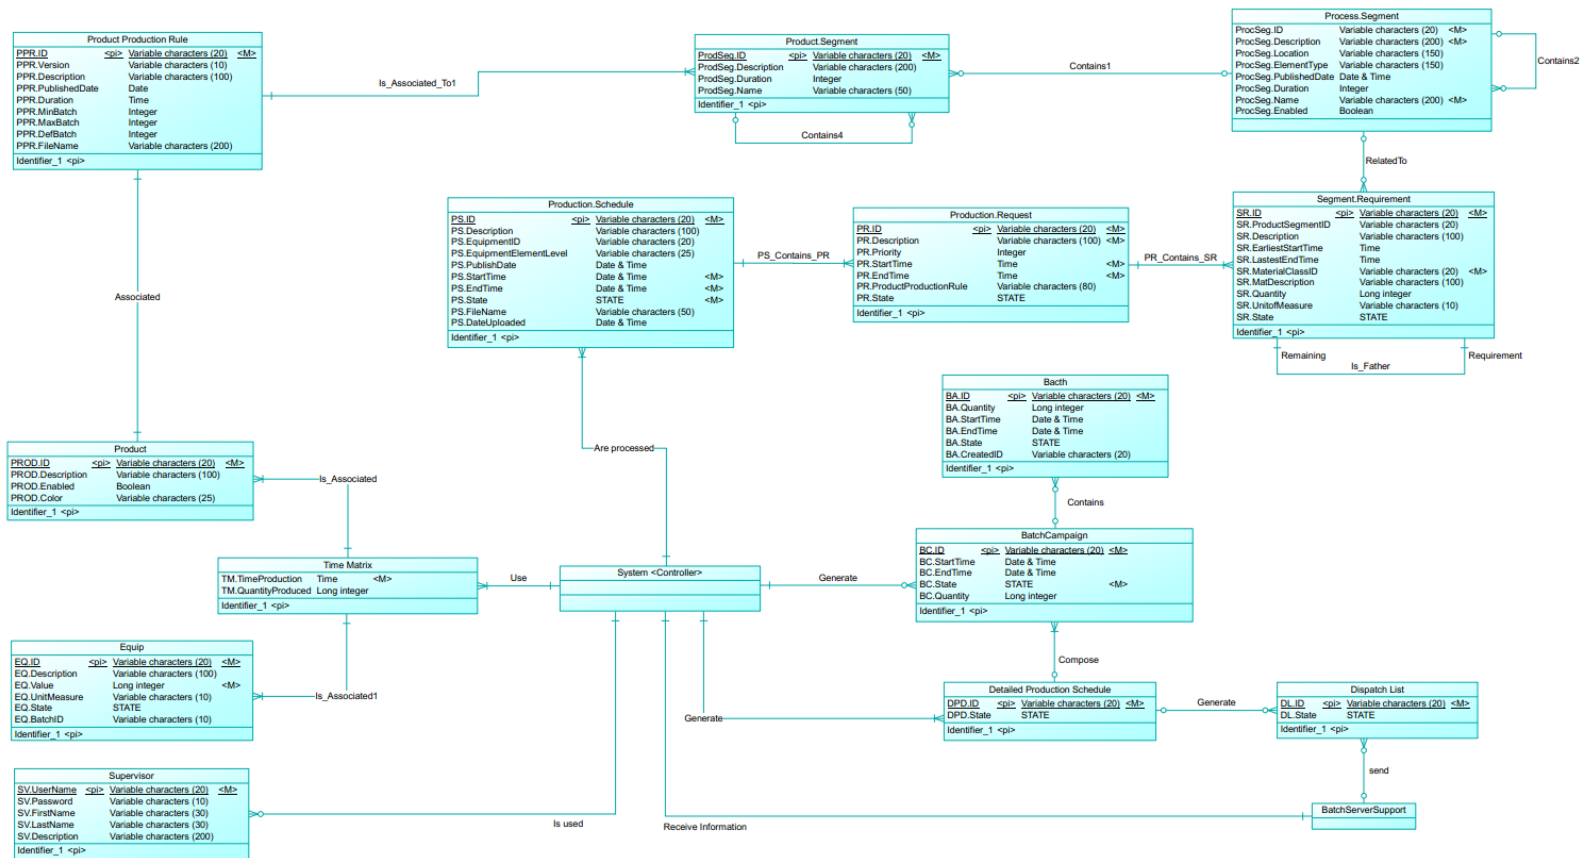 Product Production Rule
PPR.ID <pi> Variable characters (20) <M>
PPR.Version Variable characters (10)
PPR.Description Variable characters (100)
PPR.PublishedDate Date
PPR.Duration Time
PPR.MinBatch Integer
PPR.MaxBatch Integer
PPR.DefBatch Integer
PPR.FileName Variable characters (200)
Identifier_1 <pi>
Is_Associated_To1
Product.Segment
ProdSeg.ID <pi> Variable characters (20) <M>
ProdSeg.Description Variable characters (200)
ProdSeg.Duration Integer
ProdSeg.Name Variable characters (50)
Identifier_1 <pi>
Contains4
Contains1
Process.Segment
ProcSeg.ID Variable characters (20) <M>
ProcSeg.Description Variable characters (200) <M>
ProcSeg.Location Variable characters (150)
ProcSeg.ElementType Variable characters (150)
ProcSeg.PublishedDate Date & Time
ProcSeg.Duration Integer
ProcSeg.Name Variable characters (200) <M>
ProcSeg.Enabled Boolean
Contains2
RelatedTo
Production.Schedule
PS.ID <pi> Variable characters (20) <M>
PS.Description Variable characters (100)
PS.EquipmentID Variable characters (20)
PS.EquipmentElementLevel Variable characters (25)
PS.PublishDate Date & Time
PS.StartTime Date & Time <M>
PS.EndTime Date & Time <M>
PS.State STATE <M>
PS.FileName Variable characters (50)
PS.DateUploaded Date & Time
Identifier_1 <pi>
PS_Contains_PR
Production.Request
PR.ID <pi> Variable characters (20) <M>
PR.Description Variable characters (100) <M>
PR.Priority Integer
PR.StartTime Time <M>
PR.EndTime Time <M>
PR.ProductProductionRule Variable characters (80)
PR.State STATE
Identifier_1 <pi>
PR_Contains_SR
Segment.Requirement
SR.ID <pi> Variable characters (20) <M>
SR.ProductSegmentID Variable characters (20)
SR.Description Variable characters (100)
SR.EarliestStartTime Time
SR.LastestEndTime Time
SR.MaterialClassID Variable characters (20) <M>
SR.MatDescription Variable characters (100)
SR.Quantity Long integer
SR.UnitofMeasure Variable characters (10)
SR.State STATE
Identifier_1 <pi>
Remaining
Requirement
Is_Father
Associated
Product
PROD.ID <pi> Variable characters (20) <M>
PROD.Description Variable characters (100)
PROD.Enabled Boolean
PROD.Color Variable characters (25)
Identifier_1 <pi>
Is_Associated
Are processed
Bacth
BA.ID <pi> Variable characters (20) <M>
BA.Quantity Long integer
BA.StartTime Date & Time
BA.EndTime Date & Time
BA.State STATE
BA.CreatedID Variable characters (20)
Identifier_1 <pi>
Contains
Time Matrix
TM.TimeProduction Time <M>
TM.QuantityProduced Long integer
Identifier_1 <pi>
Use
System <Controller>
Generate
BatchCampaign
BC.ID <pi> Variable characters (20) <M>
BC.StartTime Date & Time
BC.EndTime Date & Time
BC.State STATE <M>
BC.Quantity Long integer
Identifier_1 <pi>
Compose
Equip
EQ.ID <pi> Variable characters (20) <M>
EQ.Description Variable characters (100)
EQ.Value Long integer <M>
EQ.UnitMeasure Variable characters (10)
EQ.State STATE
EQ.BatchID Variable characters (10)
Identifier_1 <pi>
Is_Associated1
Generate
Detailed Production Schedule
DPD.ID <pi> Variable characters (20) <M>
DPD.State STATE
Identifier_1 <pi>
Generate
Dispatch List
DL.ID <pi> Variable characters (20) <M>
DL.State STATE
Identifier_1 <pi>
send
Supervisor
SV.UserName <pi> Variable characters (20) <M>
SV.Password Variable characters (10)
SV.FirstName Variable characters (30)
SV.LastName Variable characters (30)
SV.Description Variable characters (200)
Identifier_1 <pi>
Is used
Receive Information
BatchServerSupport